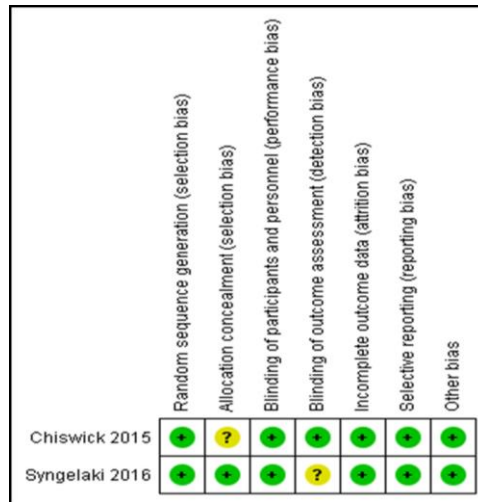 Random sequence generation (selection bias)
Allocation concealment (selection bias)
Blinding of participants and personnel (performance bias)
Blinding of outcome assessment (detection bias)
Incomplete outcome data (attrition bias)
Selective reporting (reporting bias)
Other bias
Chiswick 2015 + ? + + + + +
Syngelaki 2016 + + + ? + + +